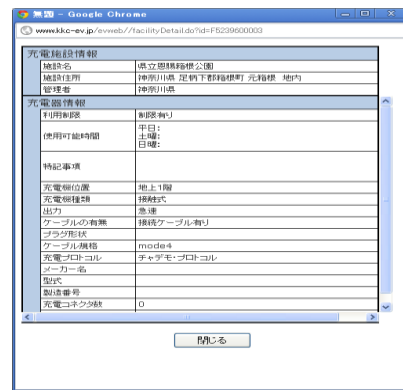 無題 - Google Chrome
www.kkc-ev.jp/evweb//facilityDetail.do?id=F5239600003
充電施設情報
施設名 県立恩賜箱根公園
施設住所 神奈川県 足柄下郡箱根町 元箱根 地内
管理者 神奈川県
充電器情報
利用制限 制限有り
使用可能時間 平日:
土曜:
日曜:
特記事項
充電機位置 地上1階
充電機種類 接触式
出力 急速
ケーブルの有無 接続ケーブル有り
プラグ形状
ケーブル規格 mode4
充電プロトコル チャデモ・プロトコル
メーカー名
型式
製造番号
充電コネクタ数 0
閉じる